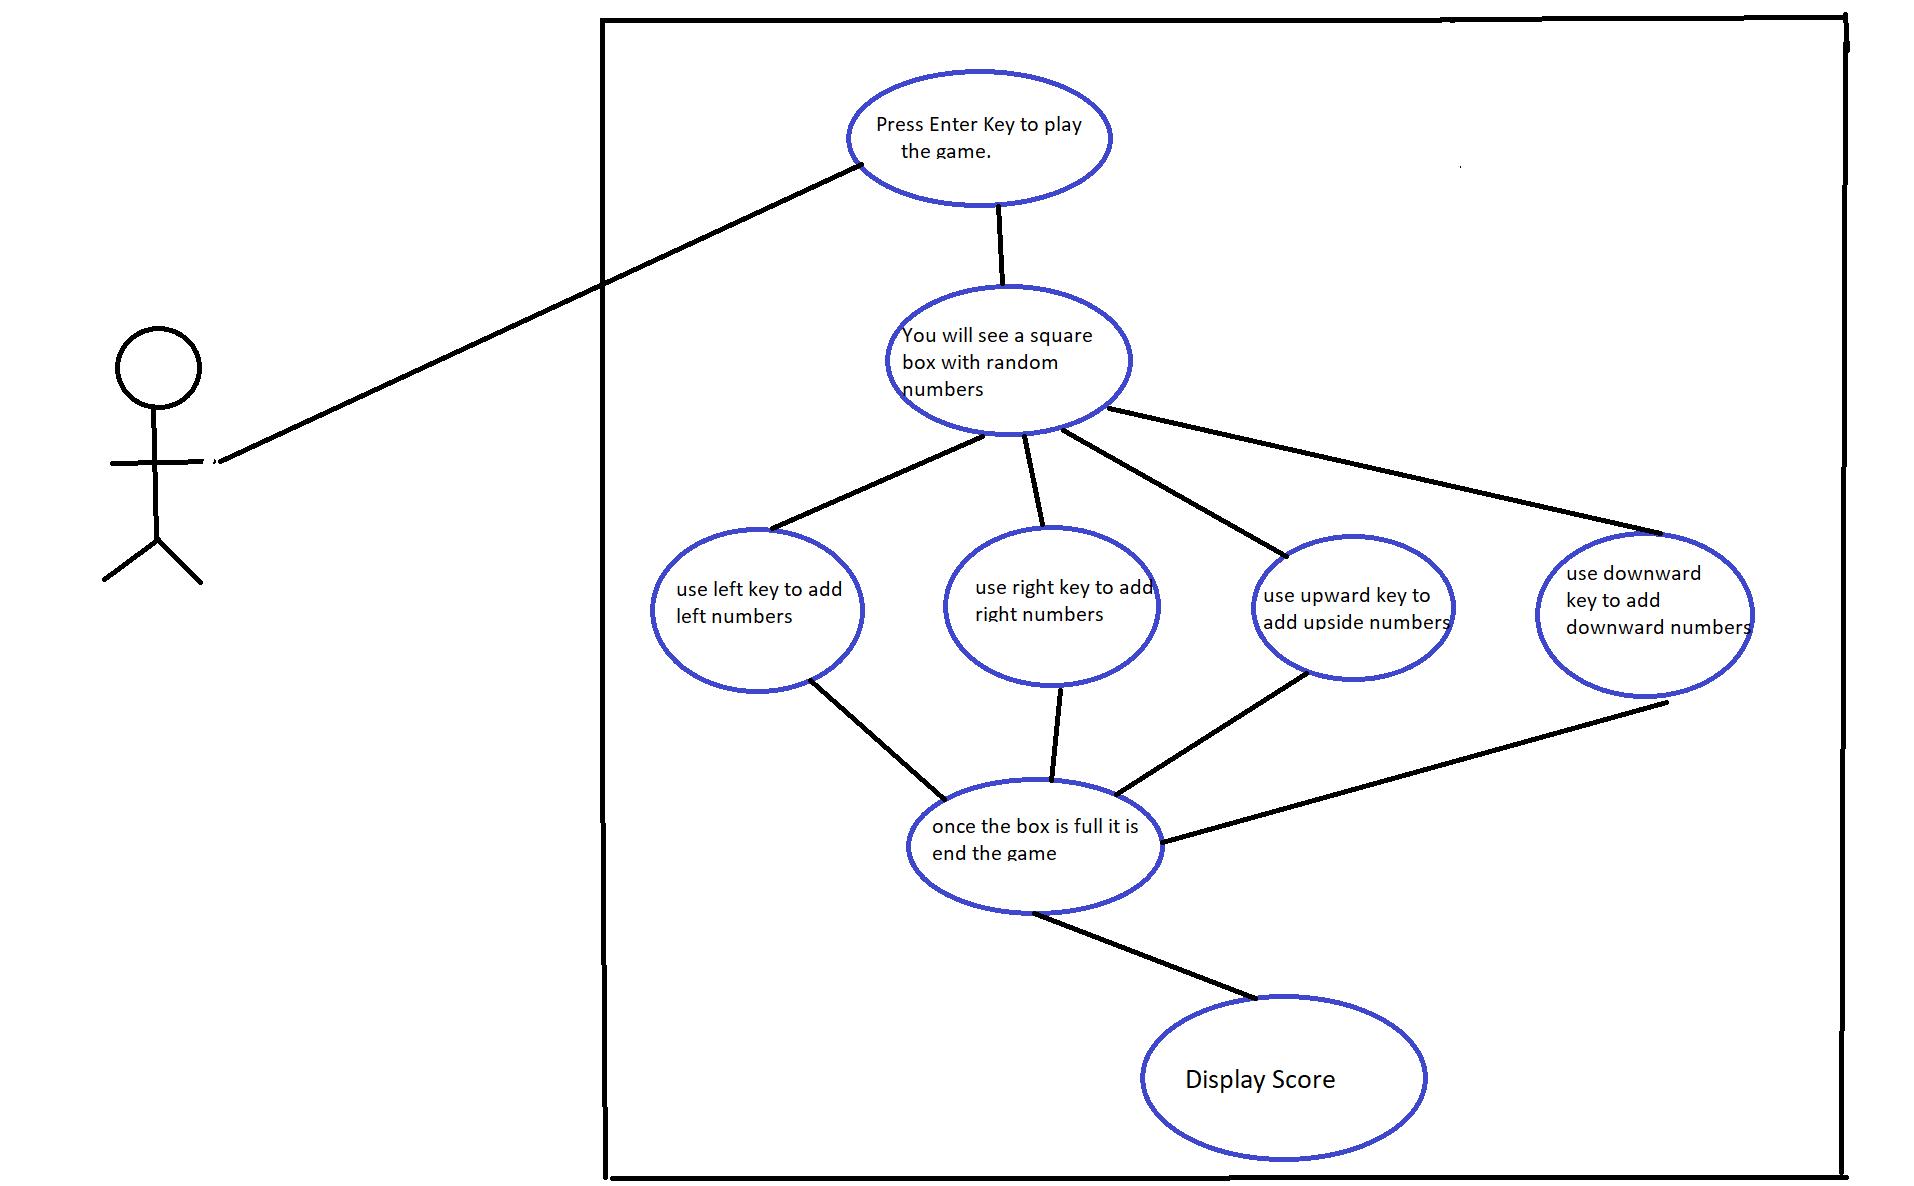 Press Enter Key to play
the game.
You will see a square
box with random
numbers
use left key to add
left numbers
use right key to add
right numbers
use upward key to
add upside numbers
use downward
key to add
downward numbers
once the box is full it is
end the game
Display Score